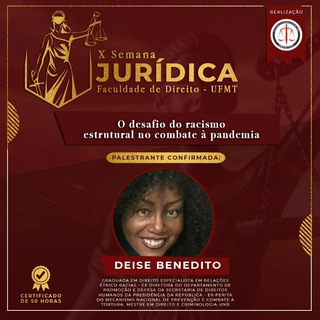 REALIZAÇÃO
X Semana
JURÍDICA
Faculdade de Direito - UFMT
O desafio do racismo
estrutural no combate à pandemia
PALESTRANTE CONFIRMADA:
DEISE BENEDITO
GRADUADA EM DIREITO ESPECIALISTA EM RELAÇÕES
ÉTNICO RACIAS - EX DIRETORA DO DEPARTAMENTO DE
PROMOÇÃO E DEFESA DA SECRETARIA DE DIREITOS
HUMANOS DA PRESIDÊNCIA DA REPÚBLICA - EX-PERITA
DO MECANISMO NACIONAL DE PREVENÇÃO E COMBATE A
TORTURA. MESTRE EM DIREITO E CRIMINOLOGIA-UNB
CERTIFICADO
DE 50 HORAS